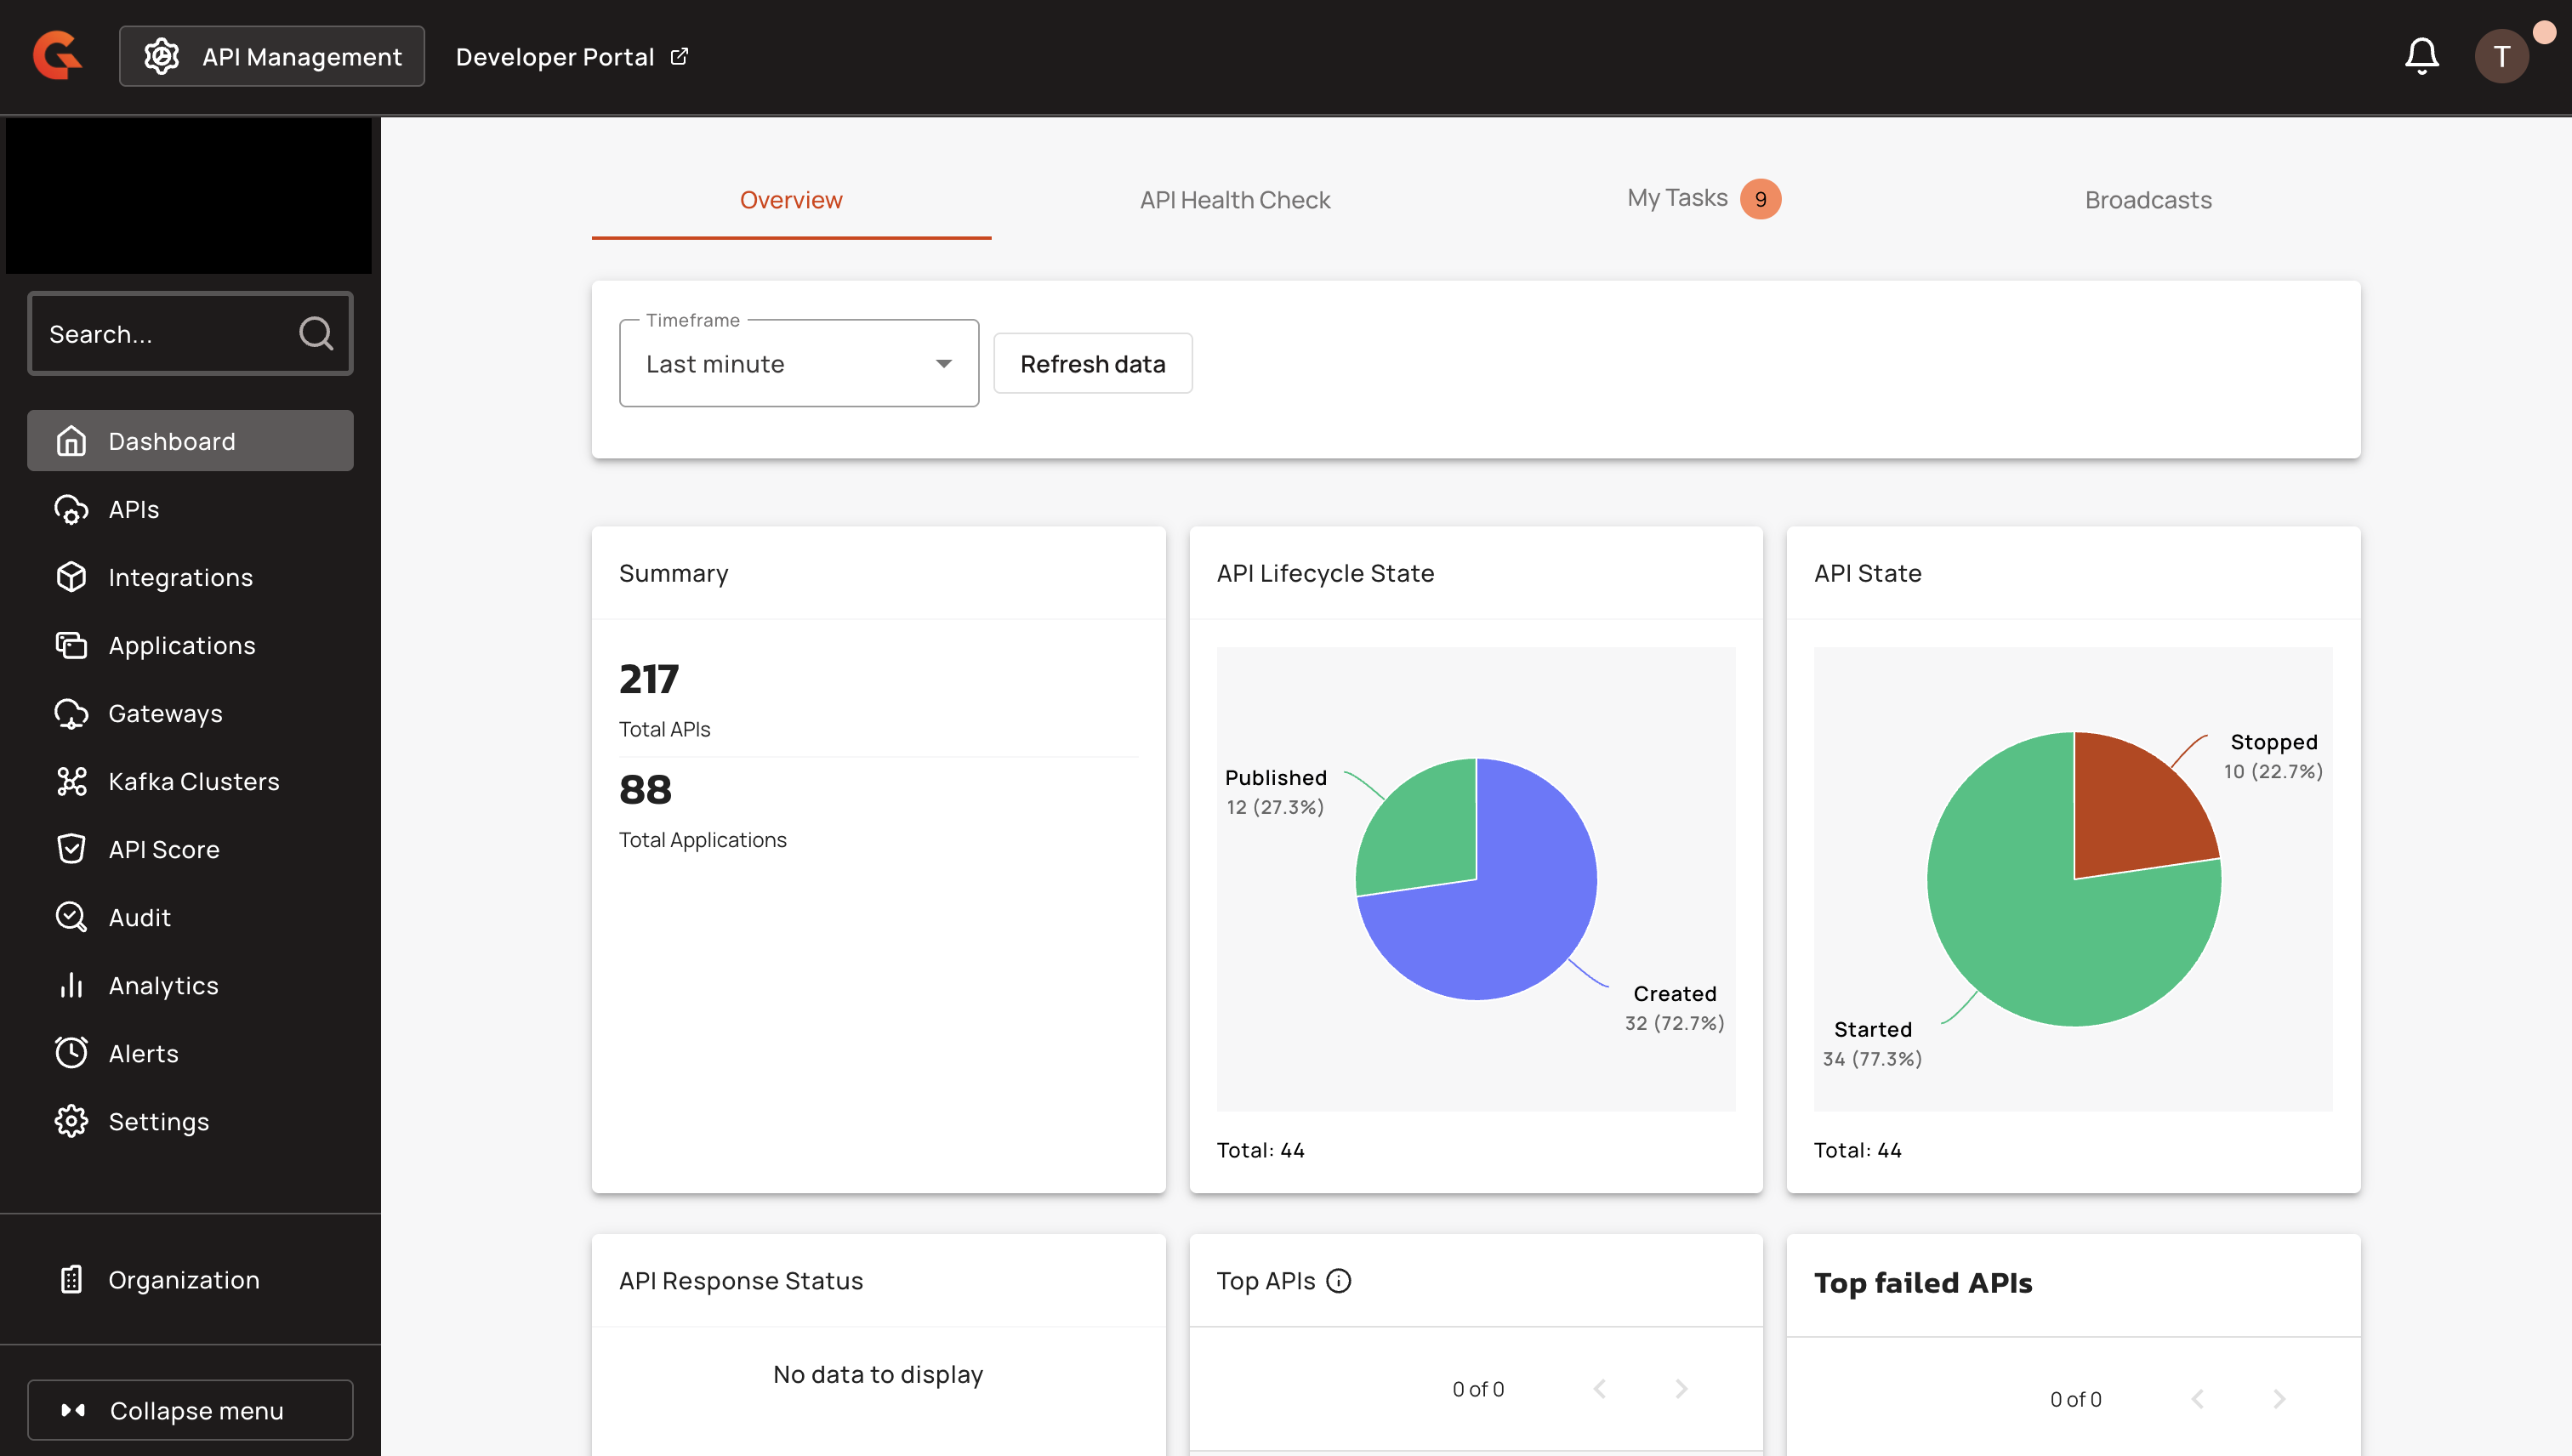 API Management
Developer Portal
T
Search...
Dashboard
APIs
Integrations
Applications
Gateways
Kafka Clusters
API Score
Audit
Analytics
Alerts
Settings
Organization
Collapse menu
Overview
API Health Check
My Tasks 9
Broadcasts
Timeframe
Last minute
Refresh data
Summary
217
Total APIs
88
Total Applications
API Lifecycle State
Published
12 (27.3%)
Created
32 (72.7%)
Total: 44
API State
Stopped
10 (22.7%)
Started
34 (77.3%)
Total: 44
API Response Status
No data to display
Top APIs
0 of 0
Top failed APIs
0 of 0